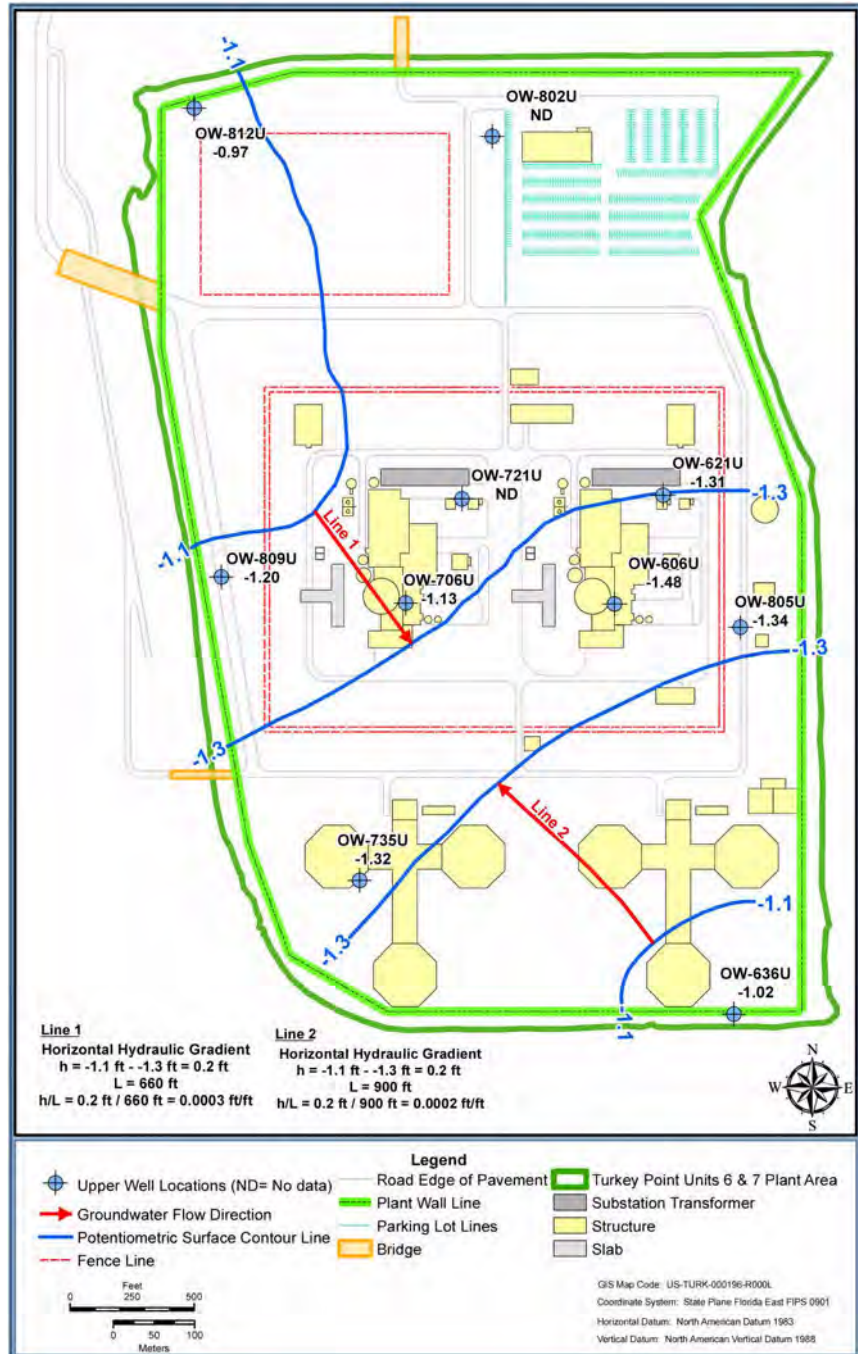 -1.1
OW-802U
ND
OW-812U
-0.97
OW-721U
ND
OW-621U
-1.31
-1.3
Line 1
-1.1
OW-809U
-1.20
OW-706U
-1.13
OW-606U
-1.48
OW-805U
-1.34
-1.3
-1.3
Line 2
OW-735U
-1.32
-1.1
-1.3
OW-636U
-1.02
-1.1
Line 1
Horizontal Hydraulic Gradient
h = -1.1 ft - -1.3 ft = 0.2 ft
L = 660 ft
h/L = 0.2 ft / 660 ft = 0.0003 ft/ft
Line 2
Horizontal Hydraulic Gradient
h = -1.1 ft - -1.3 ft = 0.2 ft
L = 900 ft
h/L = 0.2 ft / 900 ft = 0.0002 ft/ft
N
W E
S
Legend
Upper Well Locations (ND= No data)
Groundwater Flow Direction
Potentiometric Surface Contour Line
Fence Line
Road Edge of Pavement
Plant Wall Line
Parking Lot Lines
Bridge
Turkey Point Units 6 & 7 Plant Area
Substation Transformer
Structure
Slab
Feet
0 250 500
0 50 100
Meters
GIS Map Code: US-TURK-000196-R000L
Coordinate System: State Plane Florida East FIPS 0901
Horizontal Datum: North American Datum 1983
Vertical Datum: North American Vertical Datum 1988